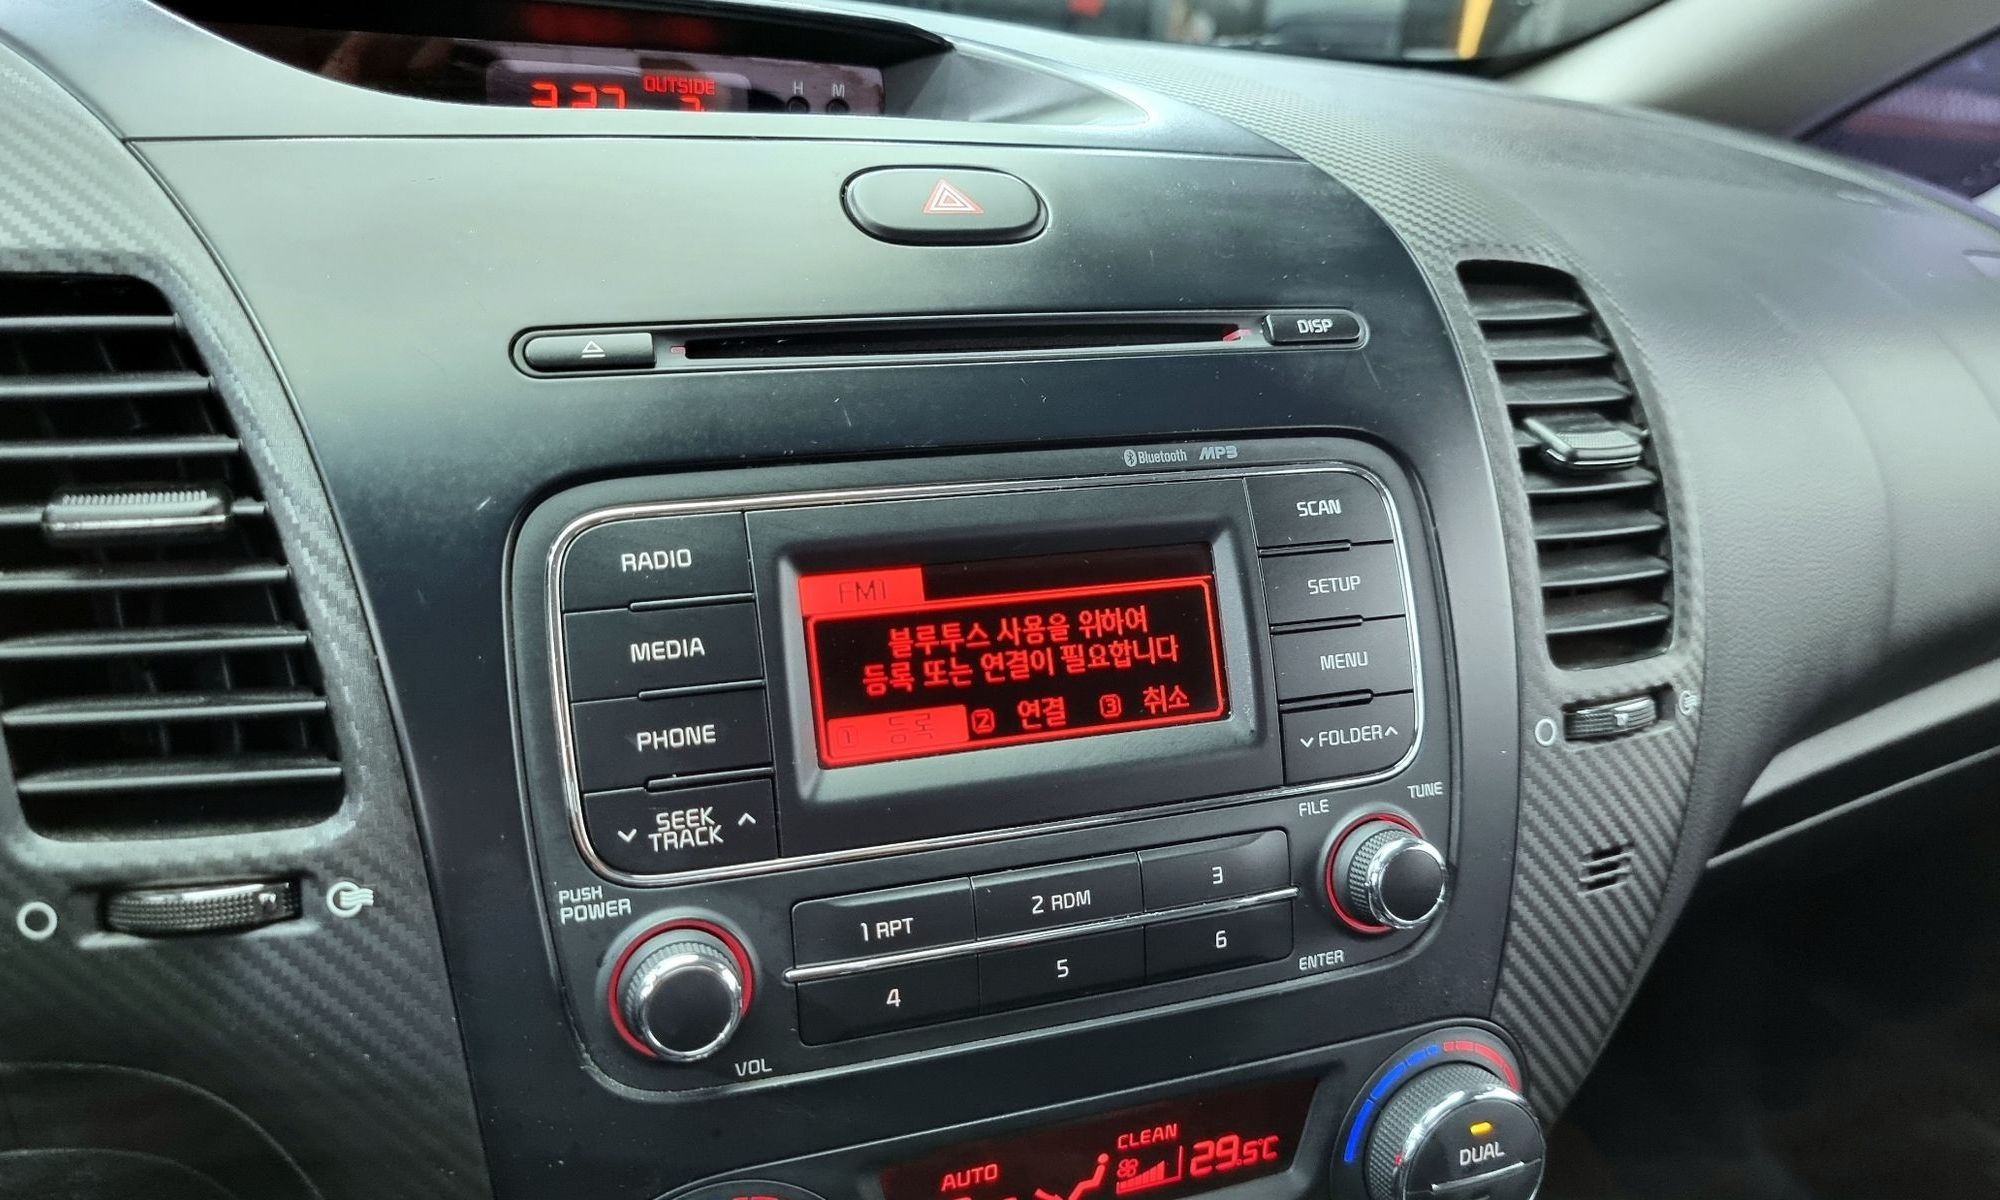 3:37 OUTSIDE
H M
DISP
Bluetooth MP3
RADIO
MEDIA
PHONE
SEEK
TRACK
FM1
블루투스 사용을 위하여
등록 또는 연결이 필요합니다
1 등록 2 연결 3 취소
SCAN
SETUP
MENU
FOLDER
FILE
TUNE
PUSH
POWER
VOL
1 RPT
2 RDM
3
4
5
6
ENTER
AUTO
CLEAN
29.5℃
DUAL